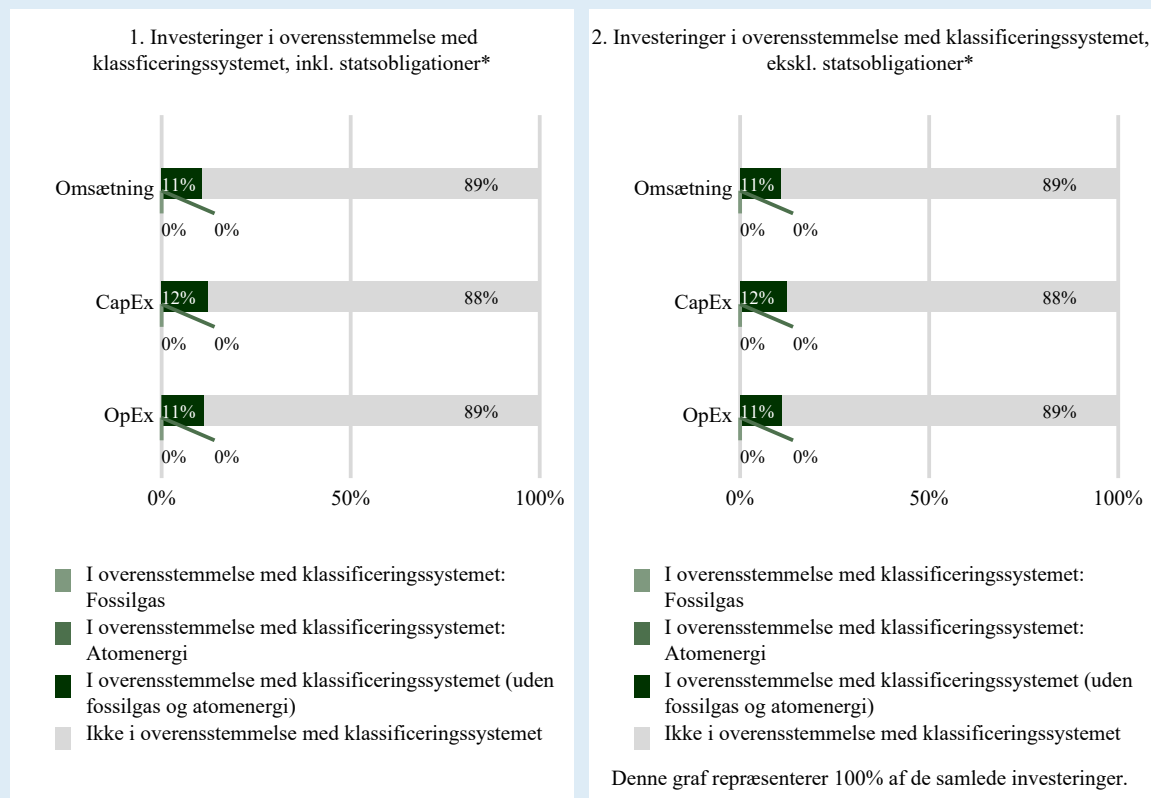 1. Investeringer i overensstemmelse med
klassficeringssystemet, inkl. statsobligationer*
Omsætning
11%
89%
0%
0%
CapEx
12%
88%
0%
0%
OpEx
11%
89%
0%
0%
0%
50%
100%
I overensstemmelse med klassificeringssystemet:
Fossilgas
I overensstemmelse med klassificeringssystemet:
Atomenergi
I overensstemmelse med klassificeringssystemet (uden
fossilgas og atomenergi)
Ikke i overensstemmelse med klassificeringssystemet
2. Investeringer i overensstemmelse med klassificeringssystemet,
ekskl. statsobligationer*
Omsætning
11%
89%
0%
0%
CapEx
12%
88%
0%
0%
OpEx
11%
89%
0%
0%
0%
50%
100%
I overensstemmelse med klassificeringssystemet:
Fossilgas
I overensstemmelse med klassificeringssystemet:
Atomenergi
I overensstemmelse med klassificeringssystemet (uden
fossilgas og atomenergi)
Ikke i overensstemmelse med klassificeringssystemet
Denne graf repræsenterer 100% af de samlede investeringer.